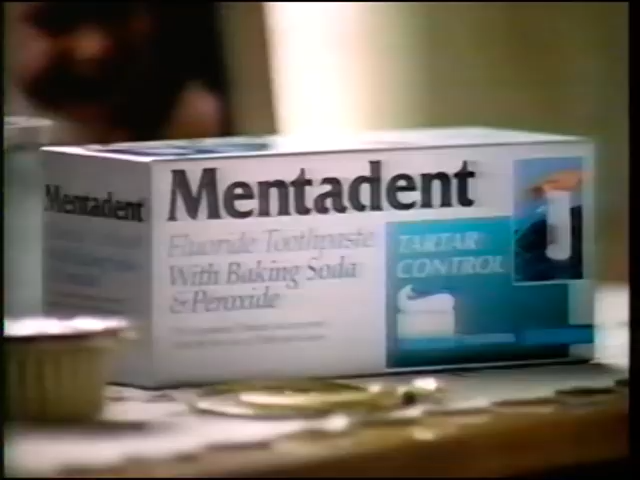 Mentadent
Mentadent
Fluoride Toothpaste
With Baking Soda
& Peroxide
TARTAR
CONTROL